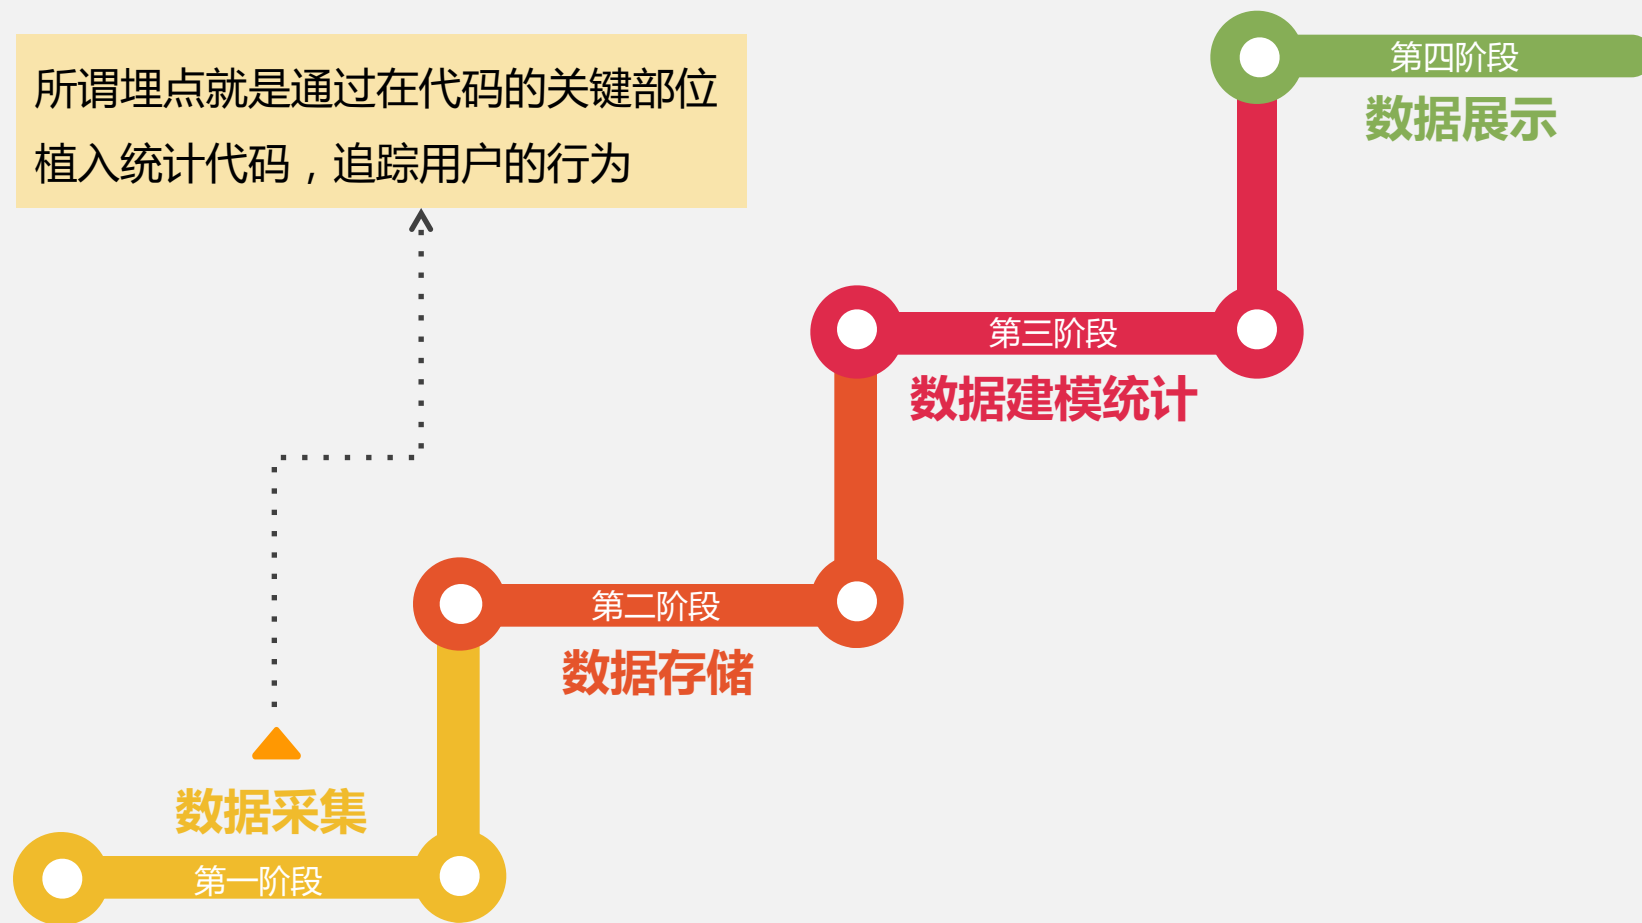 所谓埋点就是通过在代码的关键部位
植入统计代码，追踪用户的行为
第四阶段
数据展示
第三阶段
数据建模统计
第二阶段
数据存储
数据采集
第一阶段